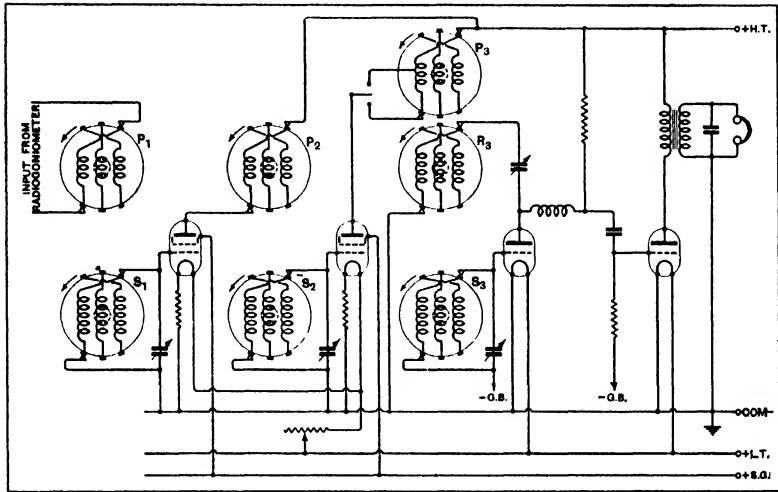 +H.T.
P3
INPUT FROM
RADIOGONIOMETER
P1
P2
R3
S1
S2
S3
-G.B.
-G.B.
COM
+L.T.
+S.G.